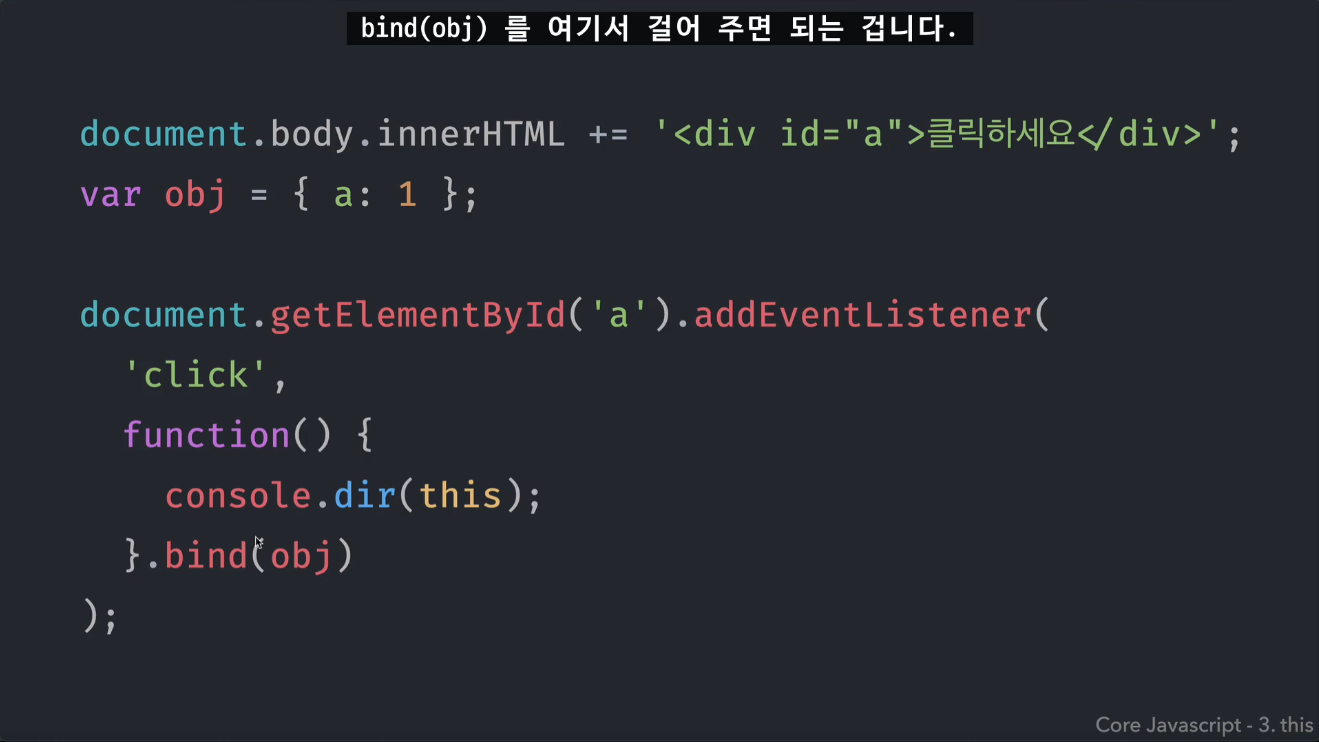 bind(obj) 를 여기서 걸어 주면 되는 겁니다.
document.body.innerHTML += '<div id="a">클릭하세요</div>';
var obj = { a: 1 };
document.getElementById('a').addEventListener(
'click',
function() {
console.dir(this);
}.bind(obj)
);
Core Javascript - 3. this